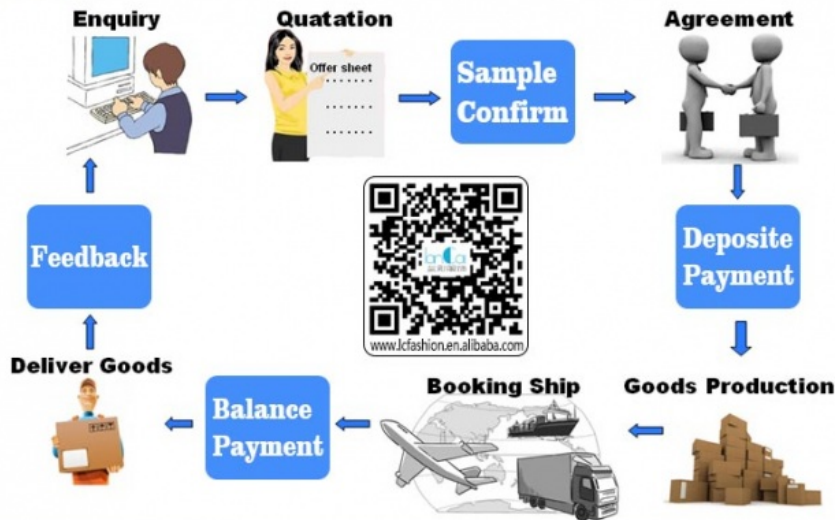 Enquiry
Quatation
Offer sheet
Sample
Confirm
Agreement
Deposite
Payment
Goods Production
Booking Ship
Balance
Payment
Deliver Goods
Feedback
www.lcfashion.en.alibaba.com